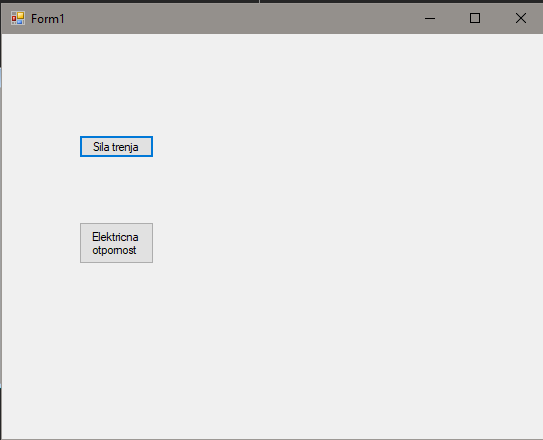 Form1
Sila trenja
Elektricna
otpornost